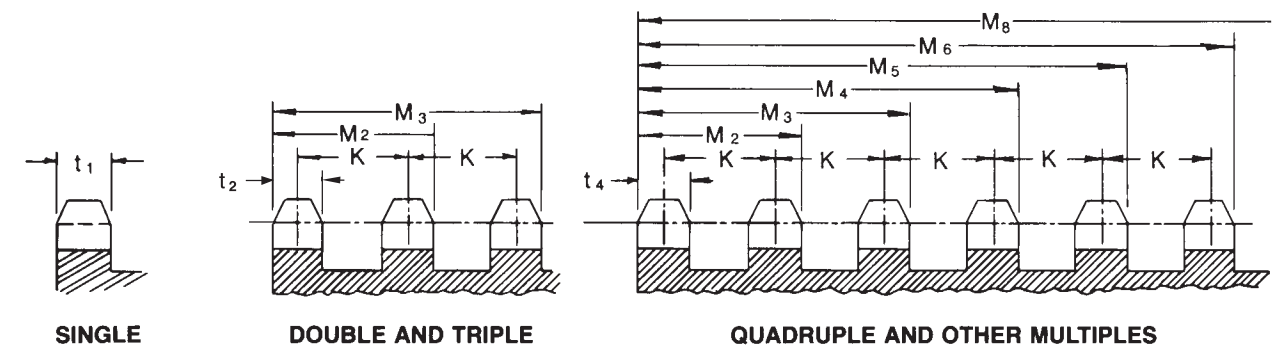 M8
M6
M5
M4
M3
M3
M2
M2
t1
K K
K K K K K
t2
t4
SINGLE
DOUBLE AND TRIPLE
QUADRUPLE AND OTHER MULTIPLES